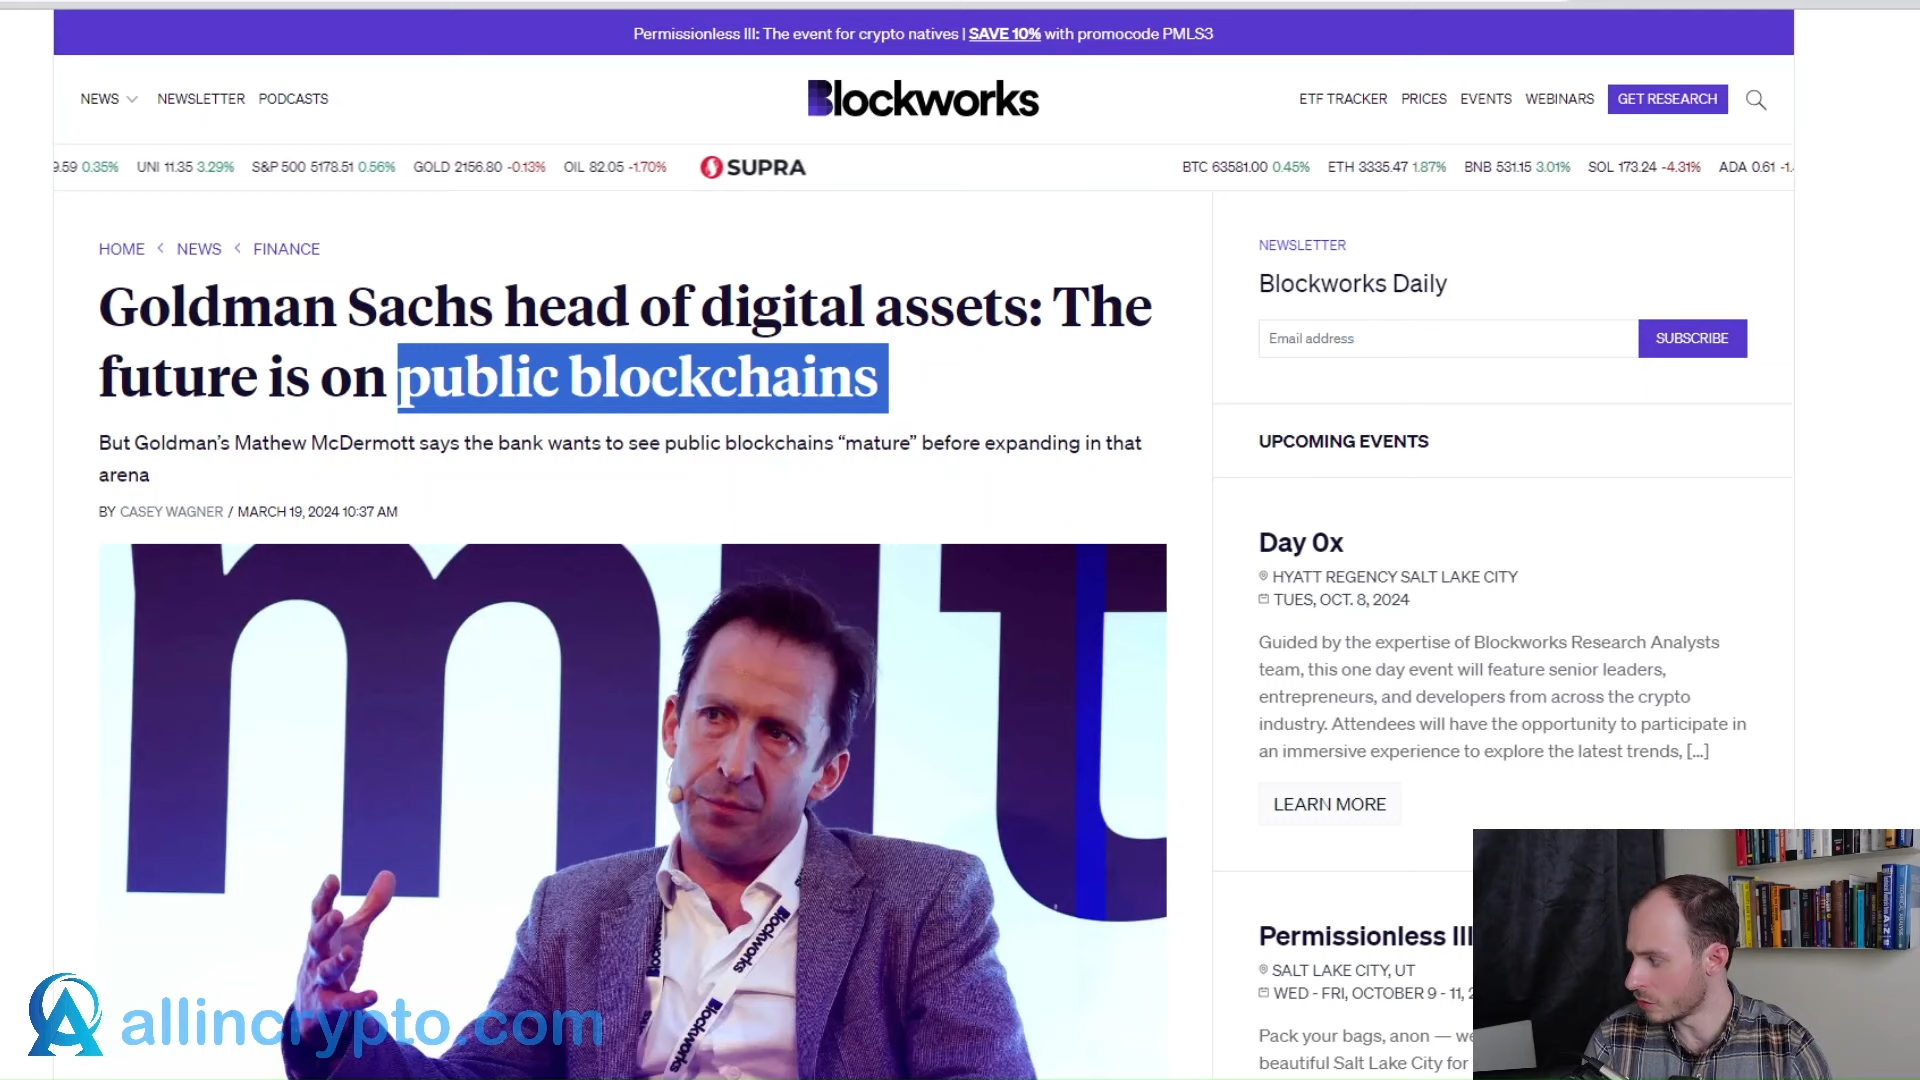 Permissionless III: The event for crypto natives | SAVE 10% with promocode PMLS3
NEWS NEWSLETTER PODCASTS
Blockworks
ETF TRACKER PRICES EVENTS WEBINARS GET RESEARCH
9.59 0.35% UNI 11.35 3.29% S&P 500 5178.51 0.56% GOLD 2156.80 -0.13% OIL 82.05 -1.70%
SUPRA
BTC 63581.00 0.45% ETH 3335.47 1.87% BNB 531.15 3.01% SOL 173.24 -4.31% ADA 0.61
HOME < NEWS < FINANCE
Goldman Sachs head of digital assets: The
future is on public blockchains
But Goldman's Mathew McDermott says the bank wants to see public blockchains “mature” before expanding in that
arena
BY CASEY WAGNER / MARCH 19, 2024 10:37 AM
Blockworks
Blockworks
allincrypto.com
NEWSLETTER
Blockworks Daily
Email address
SUBSCRIBE
UPCOMING EVENTS
Day 0x
HYATT REGENCY SALT LAKE CITY
TUES, OCT. 8, 2024
Guided by the expertise of Blockworks Research Analysts
team, this one day event will feature senior leaders,
entrepreneurs, and developers from across the crypto
industry. Attendees will have the opportunity to participate in
an immersive experience to explore the latest trends, [...]
LEARN MORE
Permissionless III
SALT LAKE CITY, UT
WED - FRI, OCTOBER 9 - 11,
Pack your bags, anon — we
beautiful Salt Lake City for